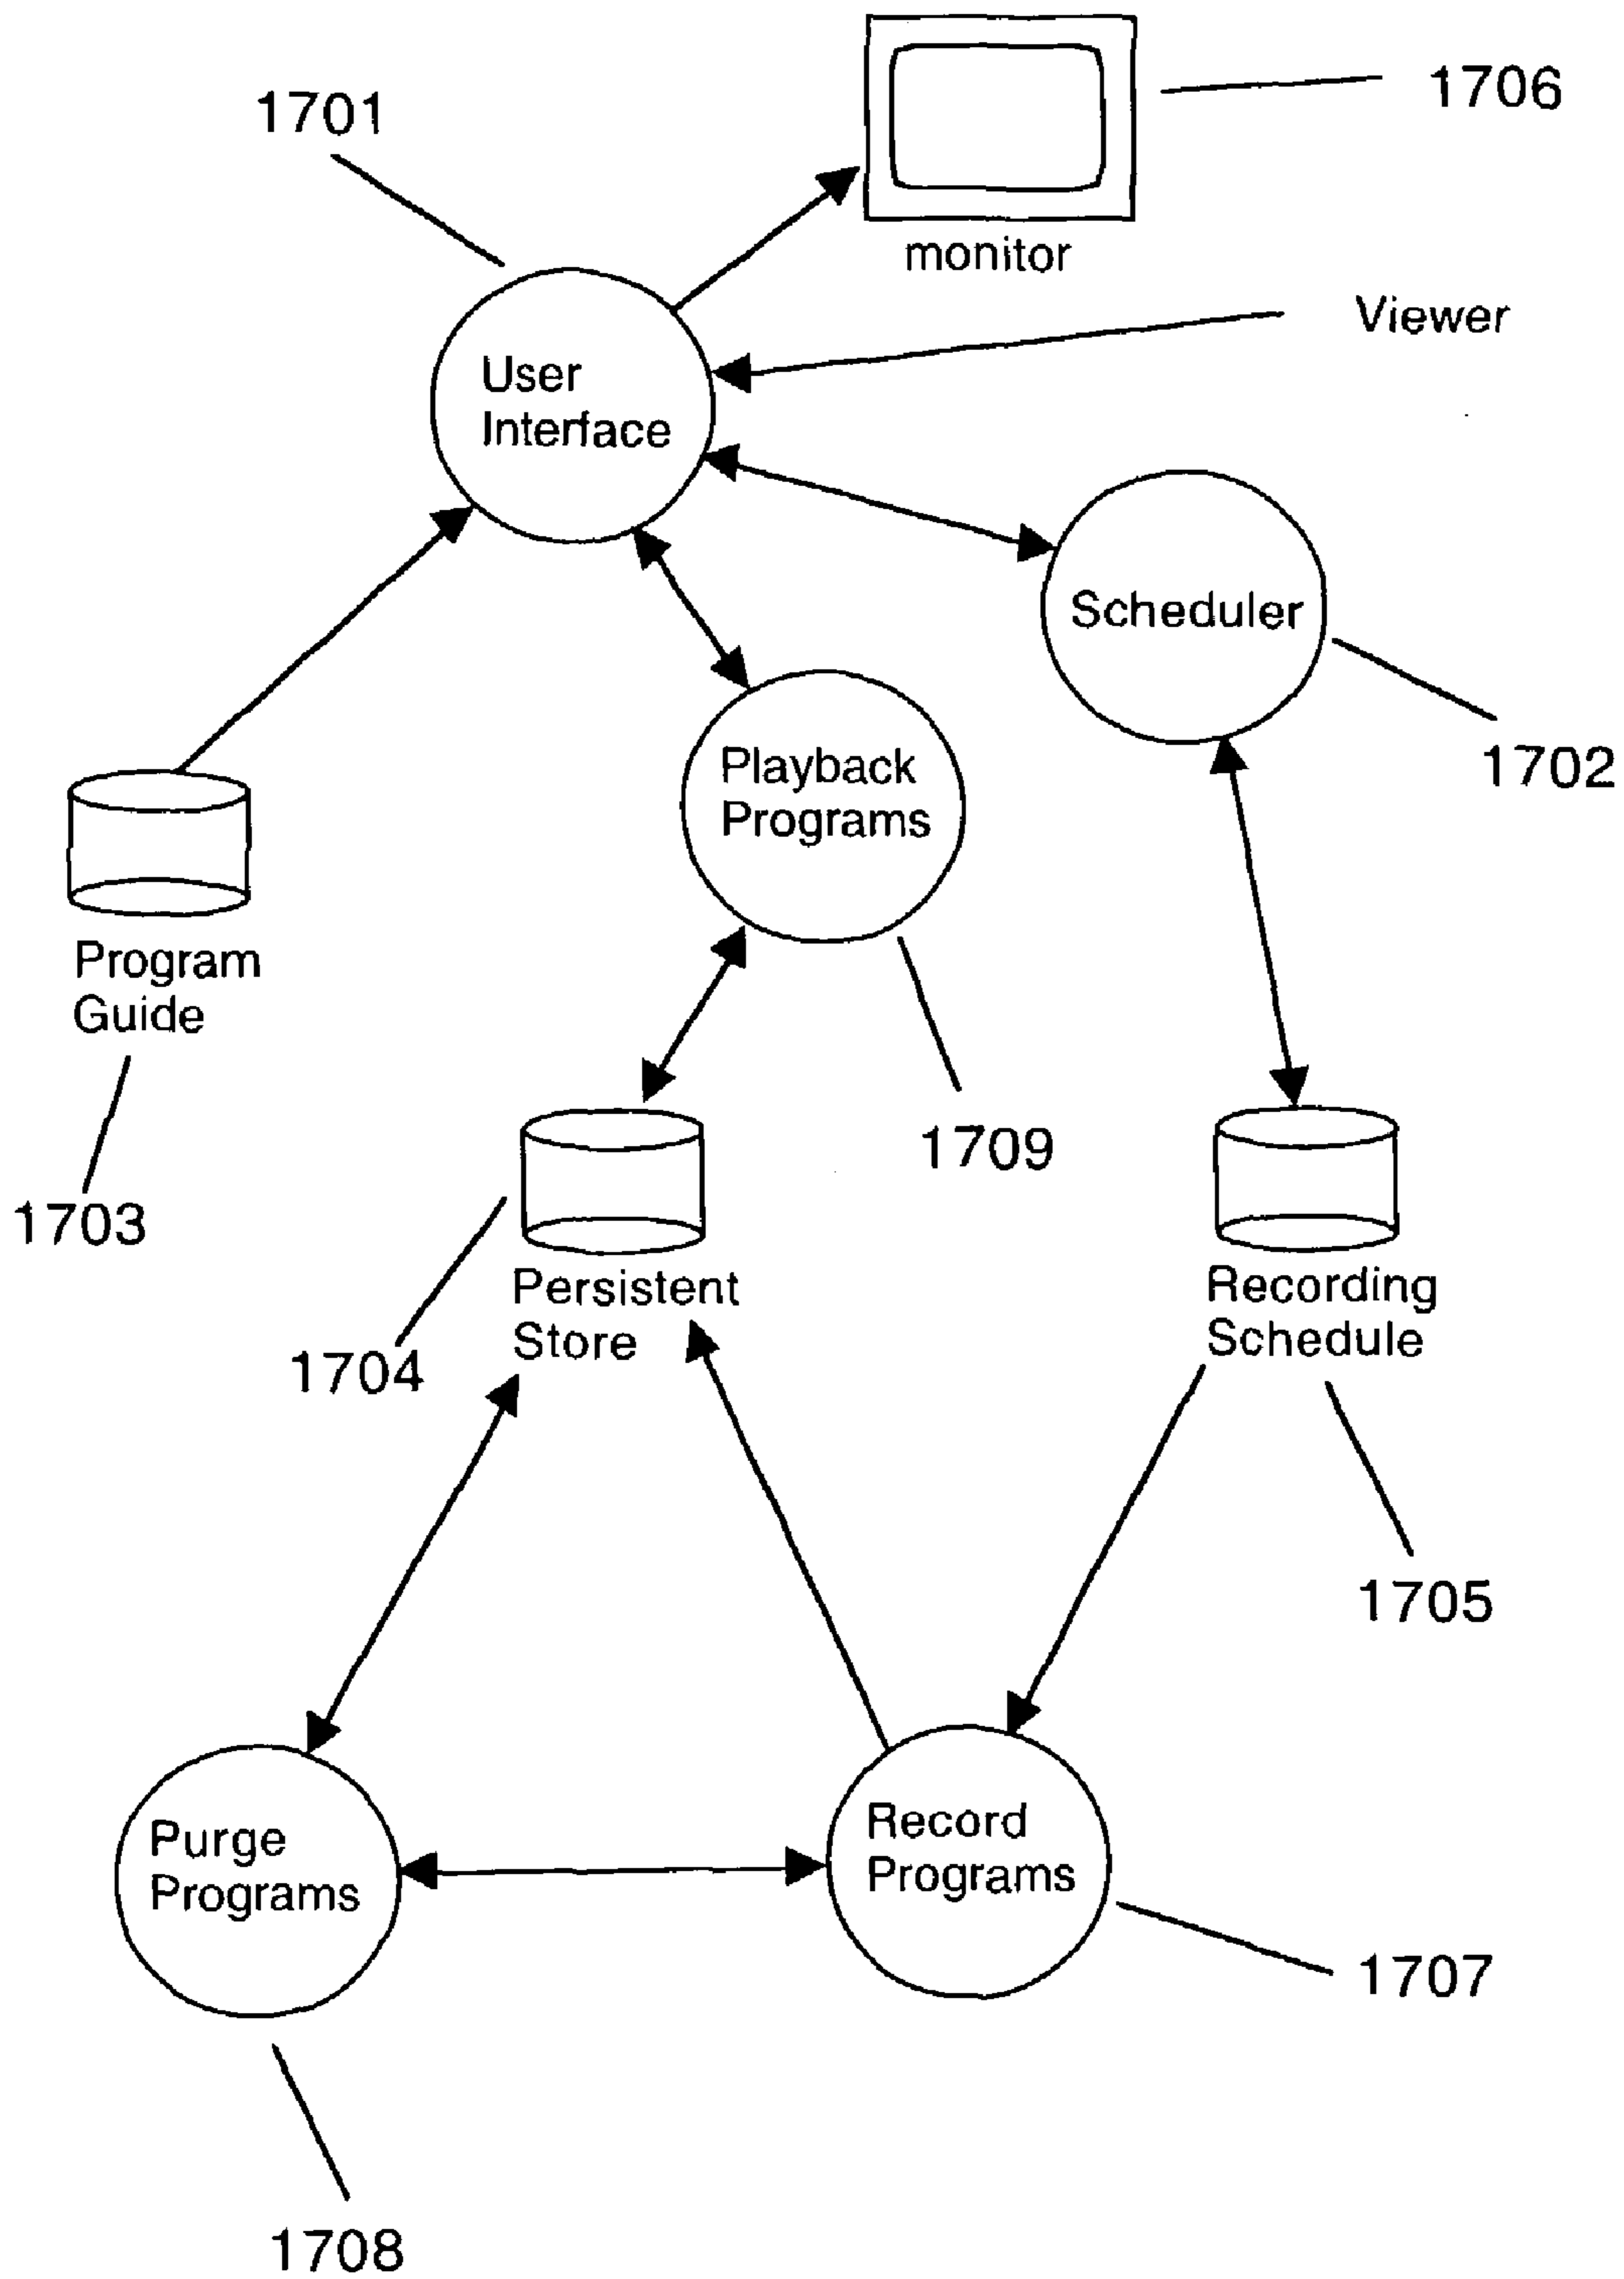 1706
1701
monitor
Viewer
User
Interface
Scheduler
1702
Playback
Programs
Program
Guide
1709
1703
Persistent
Store
Recording
Schedule
1704
1705
Record
Programs
Purge
Programs
1707
1708